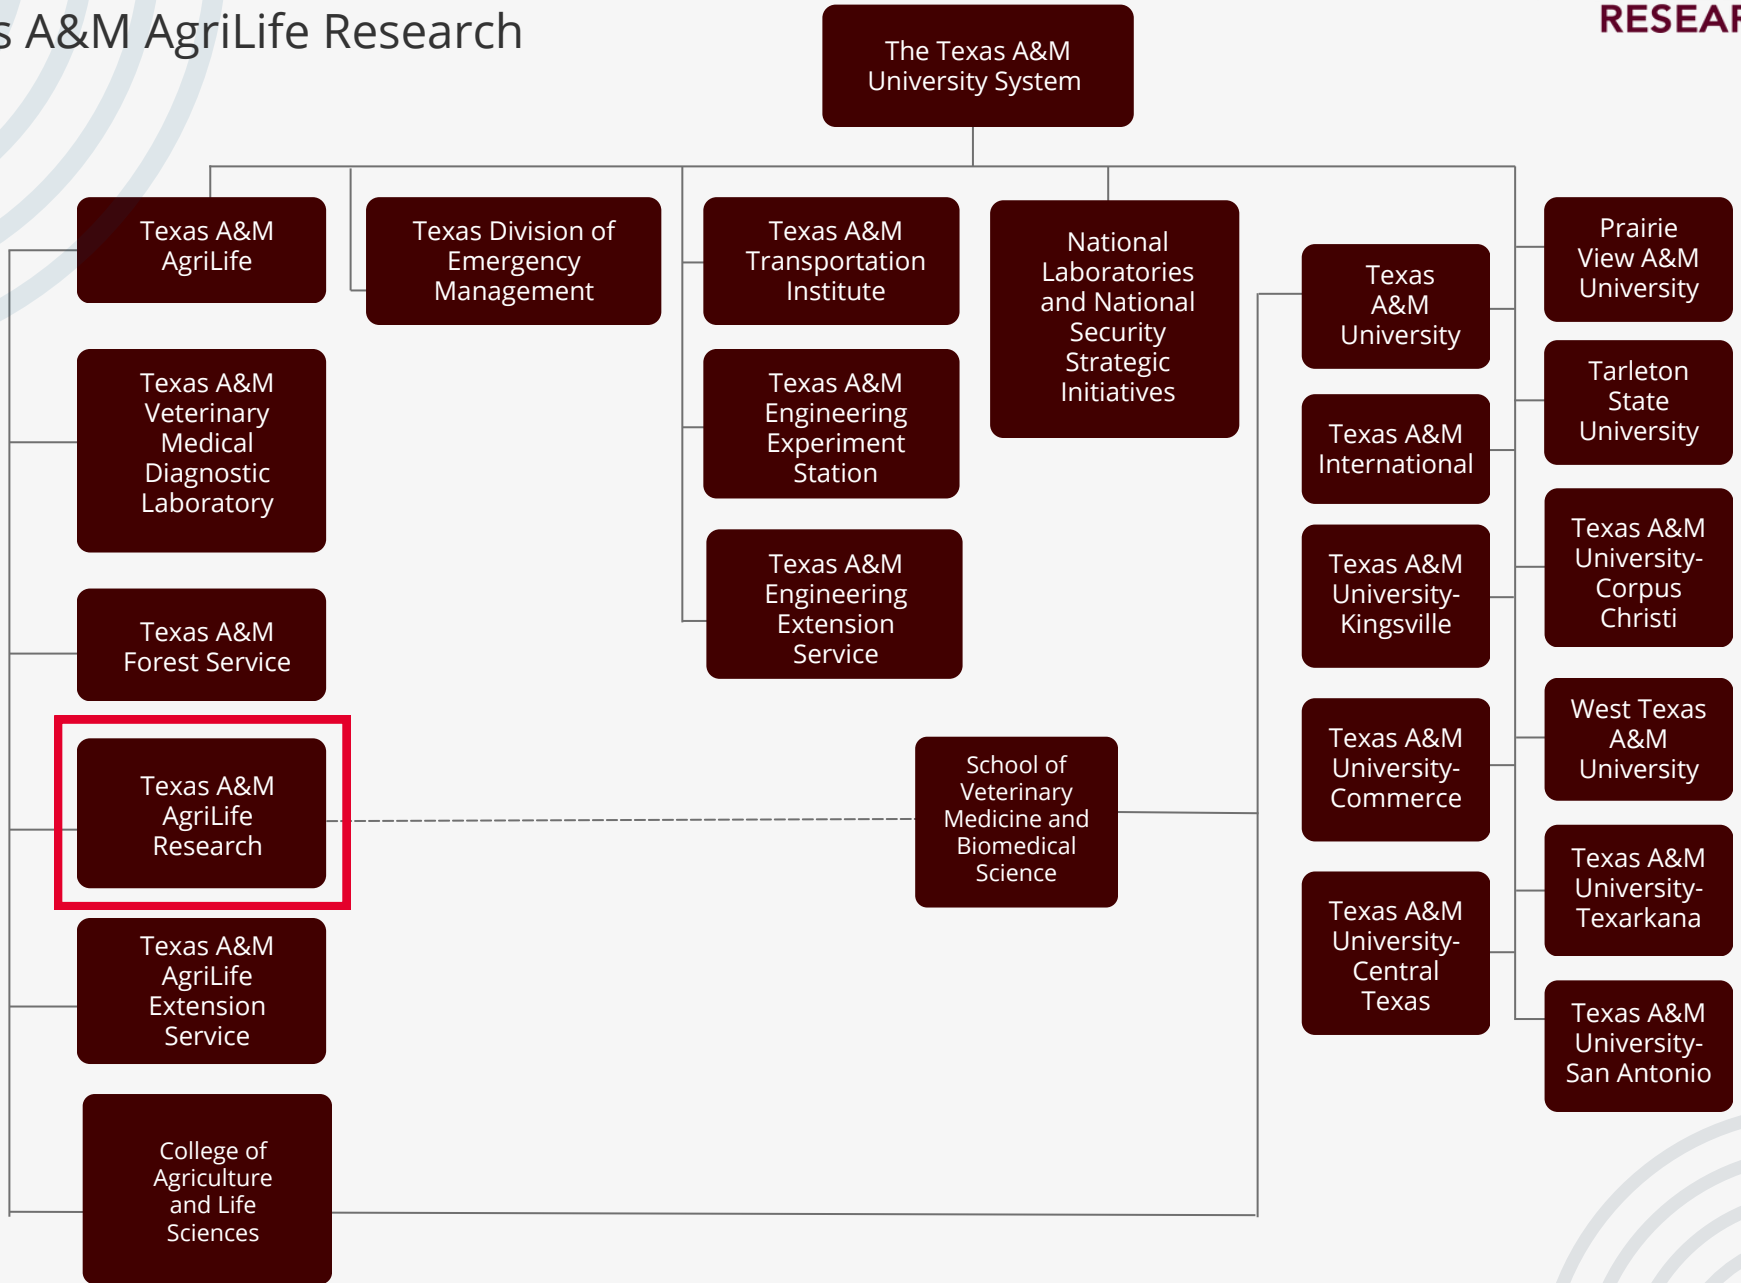 s A&M AgriLife Research
RESEAR
The Texas A&M
University System
Texas A&M
AgriLife
Texas Division of
Emergency
Management
Texas A&M
Transportation
Institute
National
Laboratories
and National
Security
Strategic
Initiatives
Texas
A&M
University
Prairie
View A&M
University
Texas A&M
Veterinary
Medical
Diagnostic
Laboratory
Texas A&M
Engineering
Experiment
Station
Texas A&M
International
Tarleton
State
University
Texas A&M
Forest Service
Texas A&M
Engineering
Extension
Service
Texas A&M
University-
Kingsville
Texas A&M
University-
Corpus
Christi
Texas A&M
AgriLife
Research
School of
Veterinary
Medicine and
Biomedical
Science
Texas A&M
University-
Commerce
West Texas
A&M
University
Texas A&M
AgriLife
Extension
Service
Texas A&M
University-
Central
Texas
Texas A&M
University-
Texarkana
Texas A&M
University-
San Antonio
College of
Agriculture
and Life
Sciences